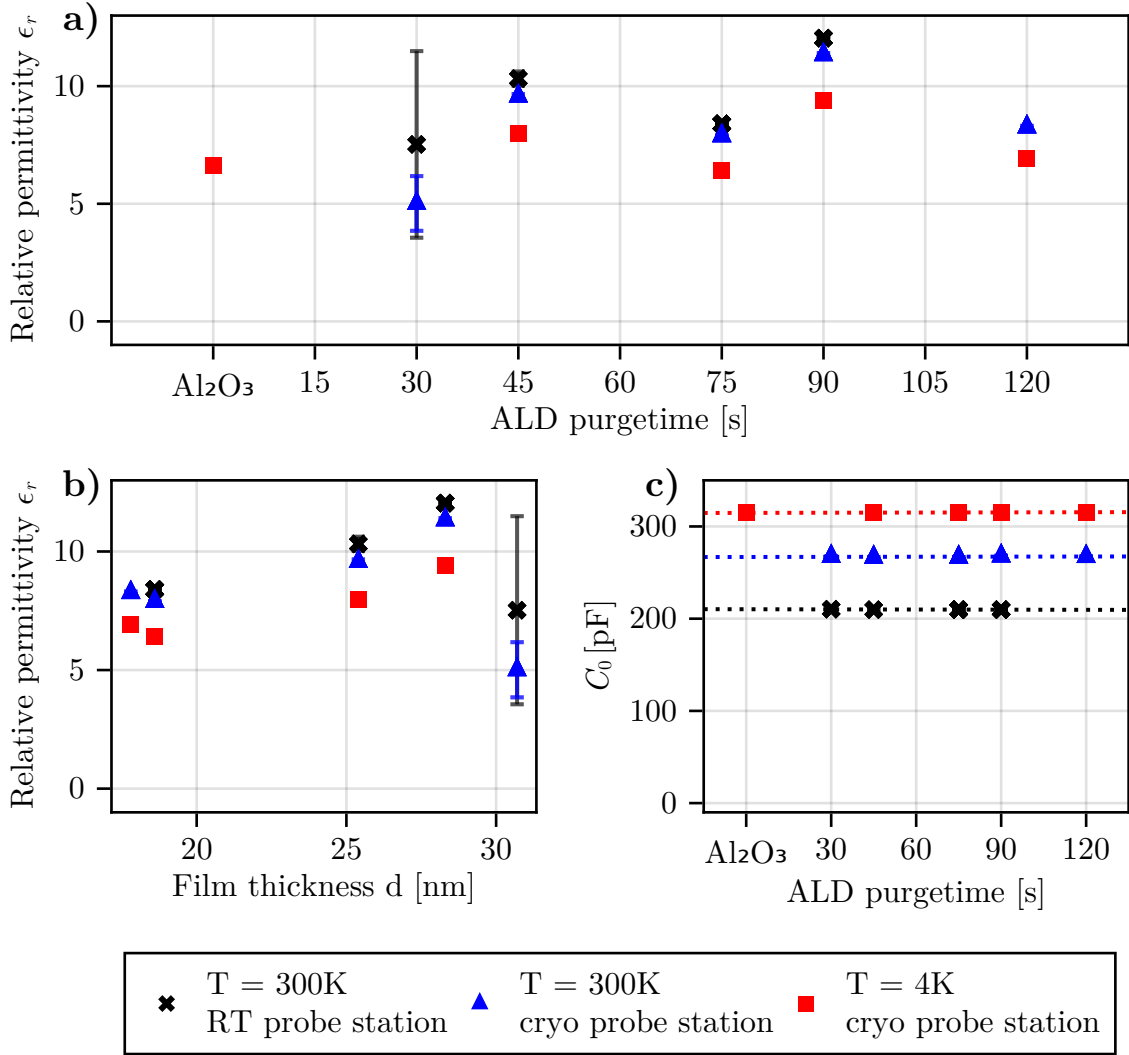 a)
Relative permittivity ϵᵣ
10
5
0
Al₂O₃ 15 30 45 60 75 90 105 120
ALD purgetime [s]
b)
Relative permittivity ϵᵣ
10
5
0
20 25 30
Film thickness d [nm]
c)
C₀ [pF]
300
200
100
0
Al₂O₃ 30 60 90 120
ALD purgetime [s]
T = 300K
RT probe station
T = 300K
cryo probe station
T = 4K
cryo probe station